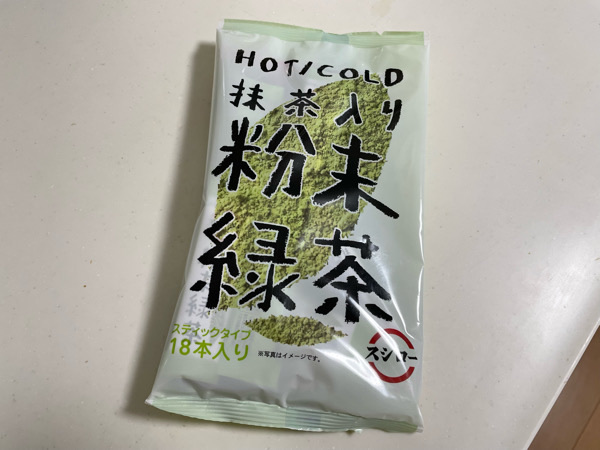 HOT/COLD
抹茶入り
粉末
緑茶
スティックタイプ
18本入り
※写真はイメージです。
スシロー